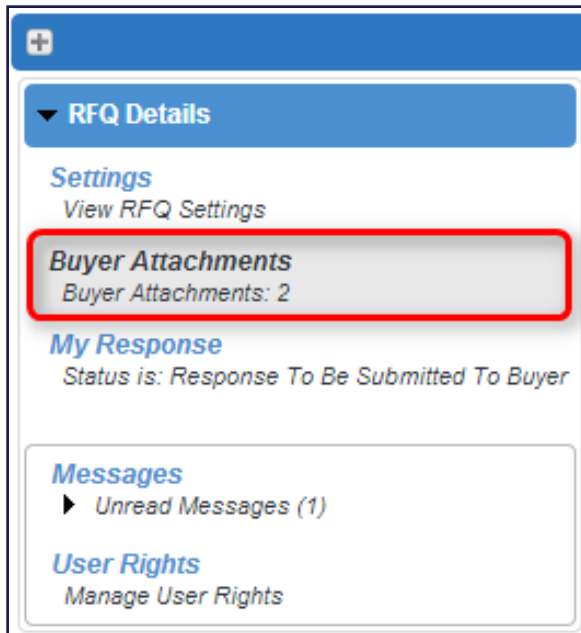 RFQ Details
Settings
View RFQ Settings
Buyer Attachments
Buyer Attachments: 2
My Response
Status is: Response To Be Submitted To Buyer
Messages
Unread Messages (1)
User Rights
Manage User Rights